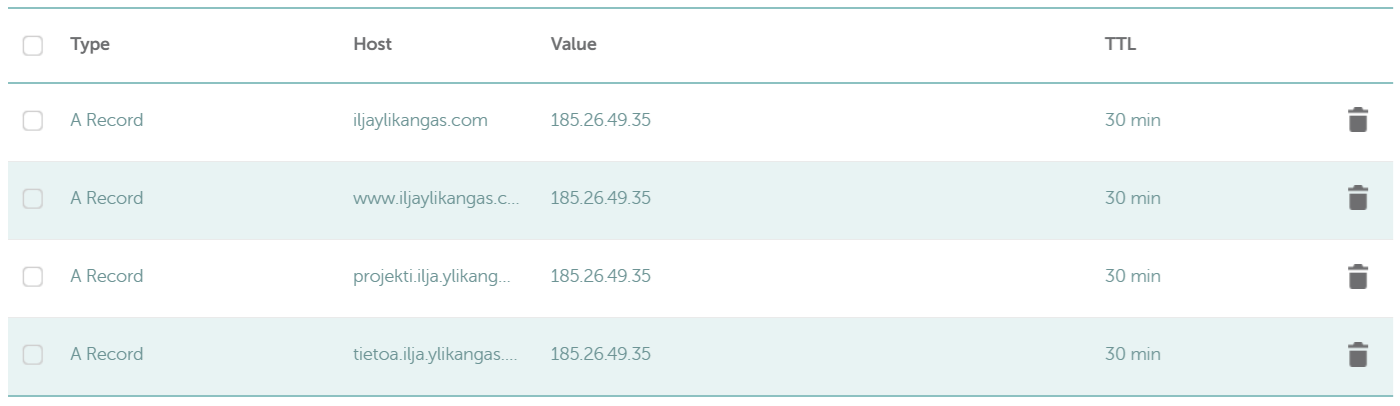 Type Host Value TTL
A Record iljaylikangas.com 185.26.49.35 30 min
A Record www.iljaylikangas.c... 185.26.49.35 30 min
A Record projekti.ilja.ylikang... 185.26.49.35 30 min
A Record tietoa.ilja.ylikangas.... 185.26.49.35 30 min